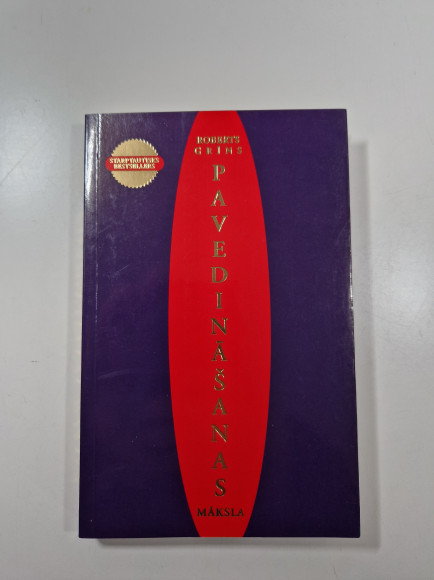 ROBERTS
GRĪNS
STARPTAUTISKS
BESTSELLERS
PAVEDINĀŠANAS
MĀKSLA